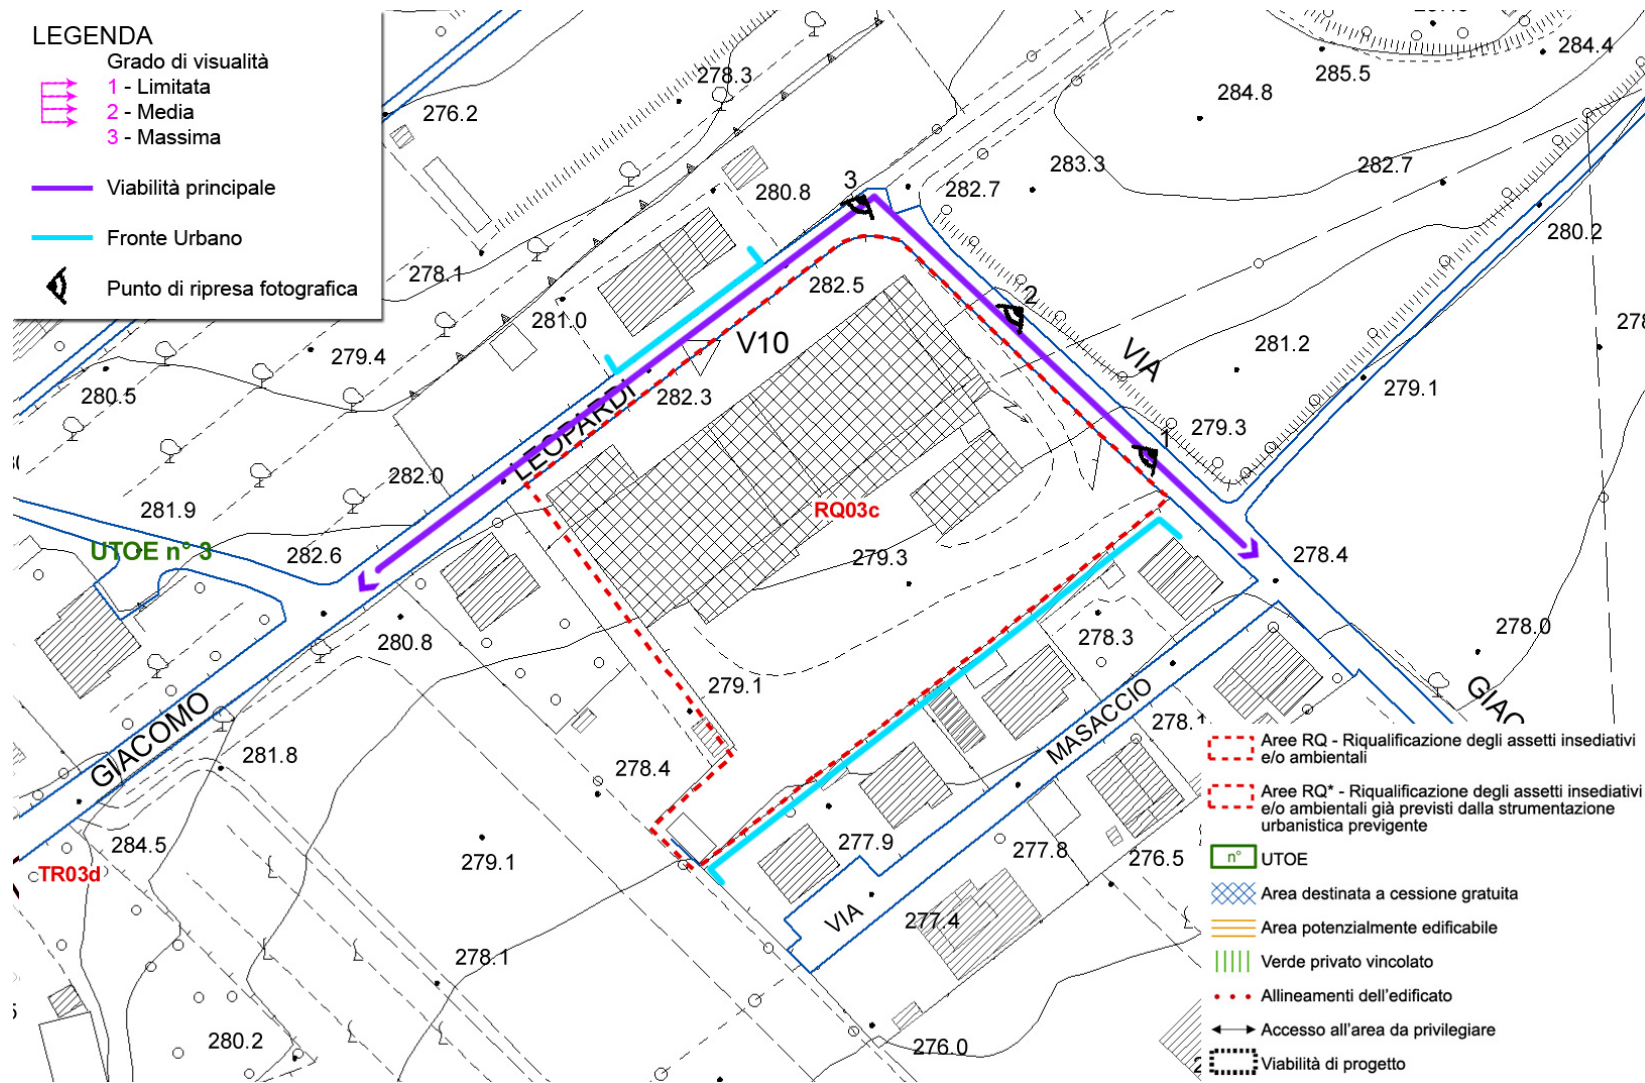 LEGENDA
Grado di visualità
1 - Limitata
2 - Media
3 - Massima
Viabilità principale
Fronte Urbano
Punto di ripresa fotografica
278.3
276.2
284.4
285.5
284.8
283.3
282.7
282.7
280.8
3
280.2
278.1
282.5
281.0
2
V10
279.4
VIA
281.2
280.5
282.3
279.1
LEOPARDI
1
279.3
282.0
281.9
RQ03c
UTOE n° 3
282.6
279.3
278.4
280.8
278.3
278.0
279.1
GIACOMO
MASACCIO
278.1
281.8
278.4
284.5
277.9
277.8
276.5
279.1
TR03d
VIA
277.4
278.1
280.2
276.0
Aree RQ - Riqualificazione degli assetti insediativi
e/o ambientali
Aree RQ* - Riqualificazione degli assetti insediativi
e/o ambientali già previsti dalla strumentazione
urbanistica previgente
n° UTOE
Area destinata a cessione gratuita
Area potenzialmente edificabile
Verde privato vincolato
Allineamenti dell'edificato
Accesso all'area da privilegiare
Viabilità di progetto